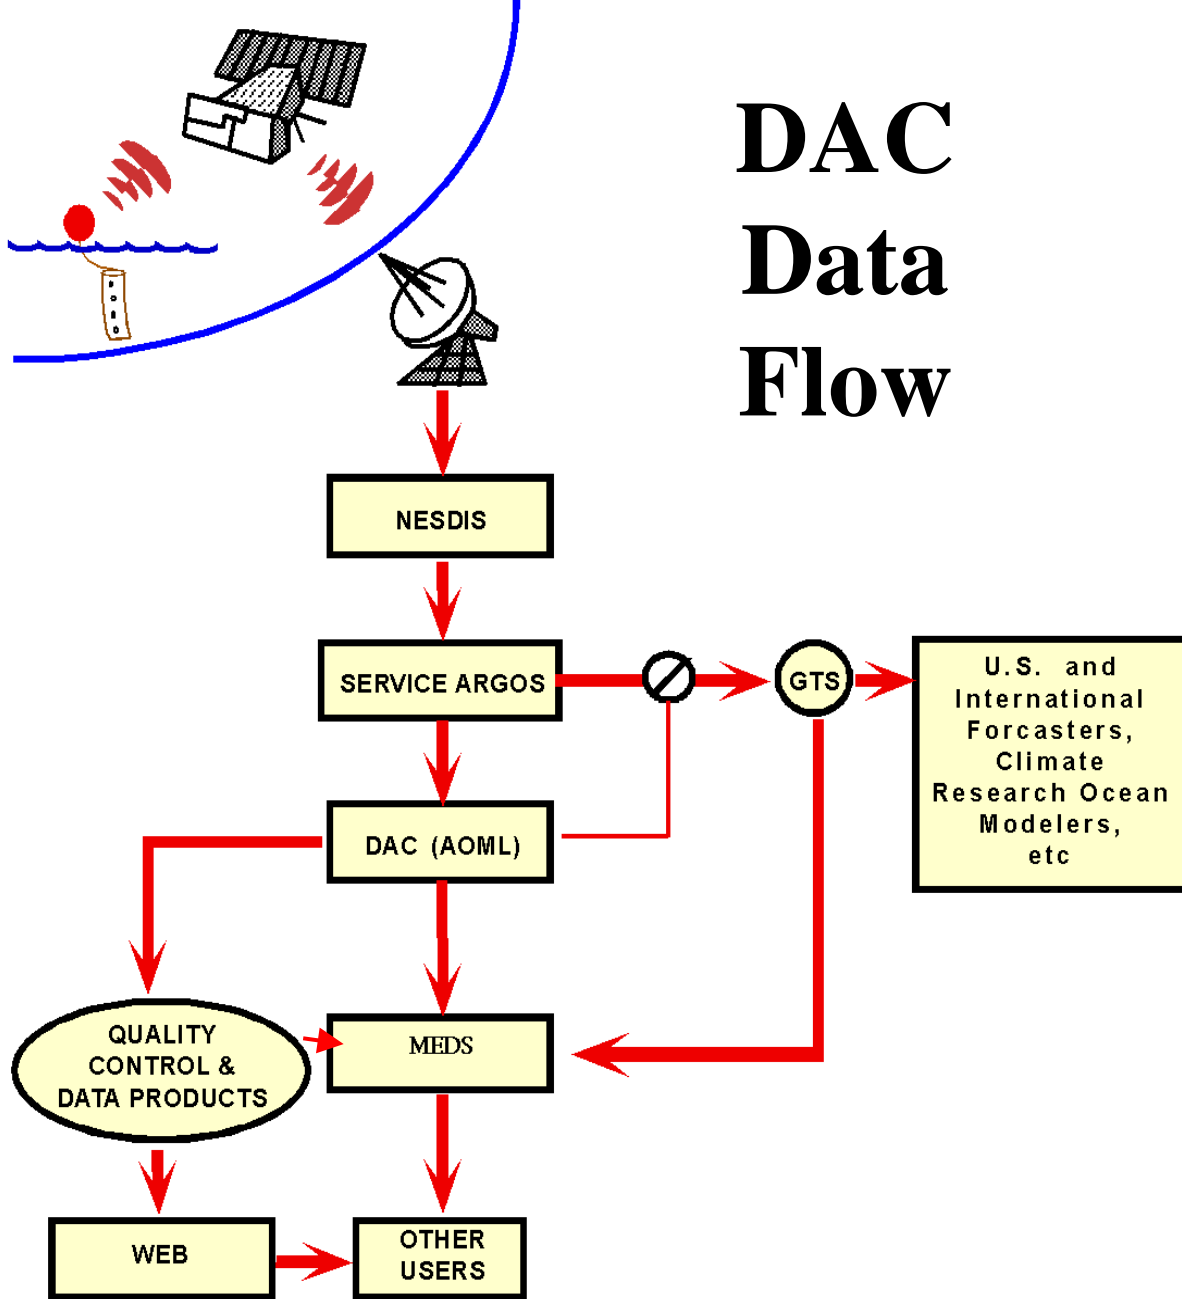 DAC
Data
Flow
NESDIS
SERVICE ARGOS
GTS
U.S. and
International
Forcasters,
Climate
Research Ocean
Modelers,
etc
DAC (AOML)
QUALITY
CONTROL &
DATA PRODUCTS
MEDS
WEB
OTHER
USERS